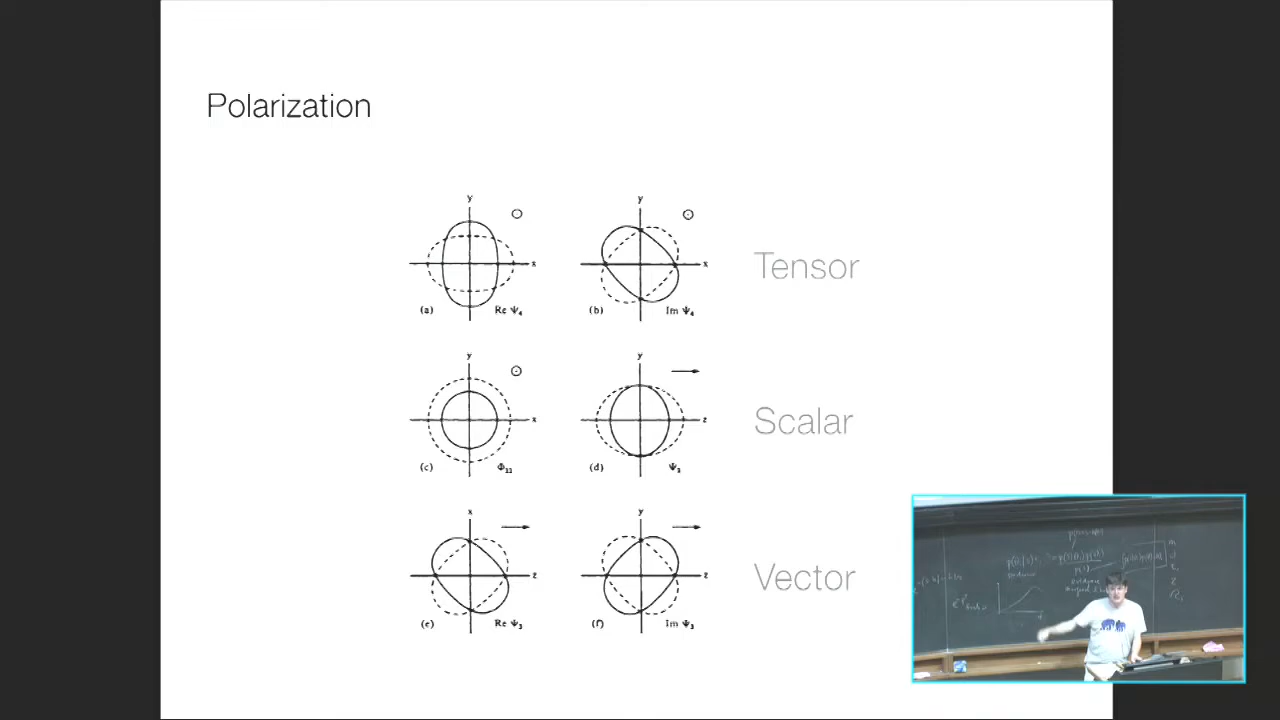 Polarization
y
x
(a)
Re Ψ₄
y
x
(b)
Im Ψ₄
Tensor
y
x
(c)
Φ₂₂
y
z
(d)
Ψ₂
Scalar
x
z
(e)
Re Ψ₃
y
z
(f)
Im Ψ₃
Vector